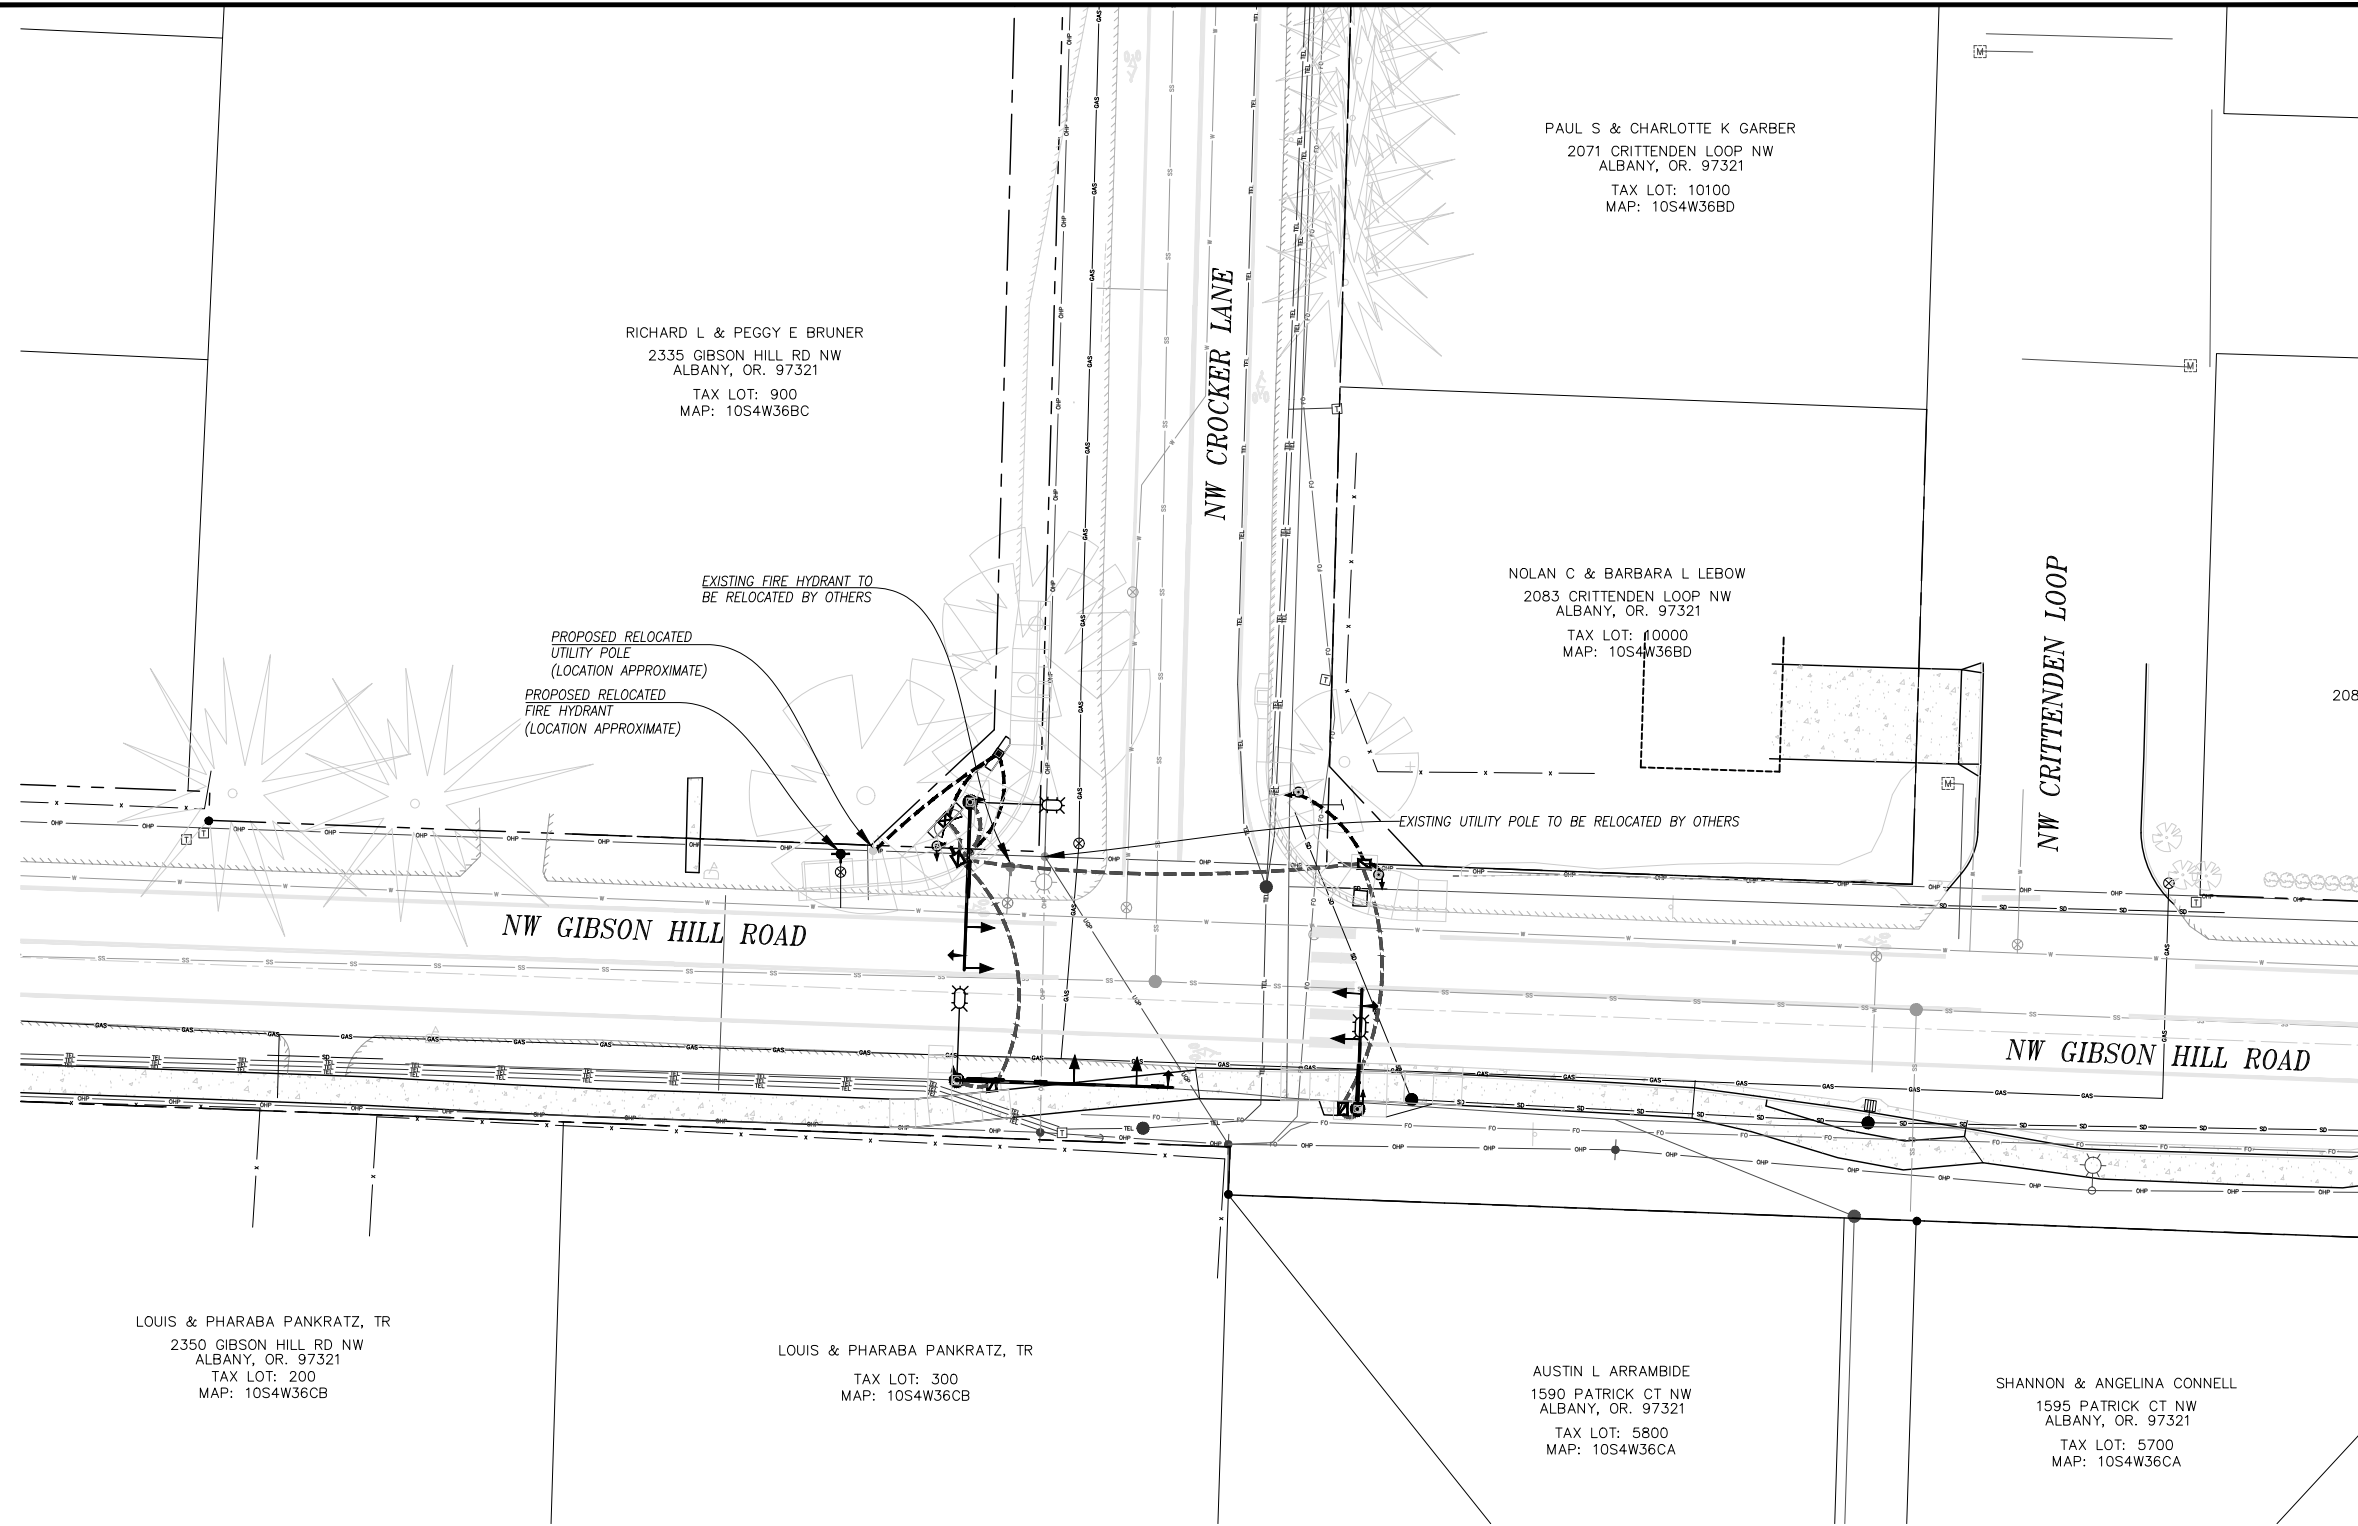 PAUL S & CHARLOTTE K GARBER
2071 CRITTENDEN LOOP NW
ALBANY, OR. 97321
TAX LOT: 10100
MAP: 10S4W36BD
RICHARD L & PEGGY E BRUNER
2335 GIBSON HILL RD NW
ALBANY, OR. 97321
TAX LOT: 900
MAP: 10S4W36BC
NW CROCKER LANE
EXISTING FIRE HYDRANT TO
BE RELOCATED BY OTHERS
PROPOSED RELOCATED
UTILITY POLE
(LOCATION APPROXIMATE)
PROPOSED RELOCATED
FIRE HYDRANT
(LOCATION APPROXIMATE)
NOLAN C & BARBARA L LEBOW
2083 CRITTENDEN LOOP NW
ALBANY, OR. 97321
TAX LOT: 10000
MAP: 10S4W36BD
NW CRITTENDEN LOOP
208
EXISTING UTILITY POLE TO BE RELOCATED BY OTHERS
NW GIBSON HILL ROAD
NW GIBSON HILL ROAD
LOUIS & PHARABA PANKRATZ, TR
2350 GIBSON HILL RD NW
ALBANY, OR. 97321
TAX LOT: 200
MAP: 10S4W36CB
LOUIS & PHARABA PANKRATZ, TR
TAX LOT: 300
MAP: 10S4W36CB
AUSTIN L ARRAMBIDE
1590 PATRICK CT NW
ALBANY, OR. 97321
TAX LOT: 5800
MAP: 10S4W36CA
SHANNON & ANGELINA CONNELL
1595 PATRICK CT NW
ALBANY, OR. 97321
TAX LOT: 5700
MAP: 10S4W36CA